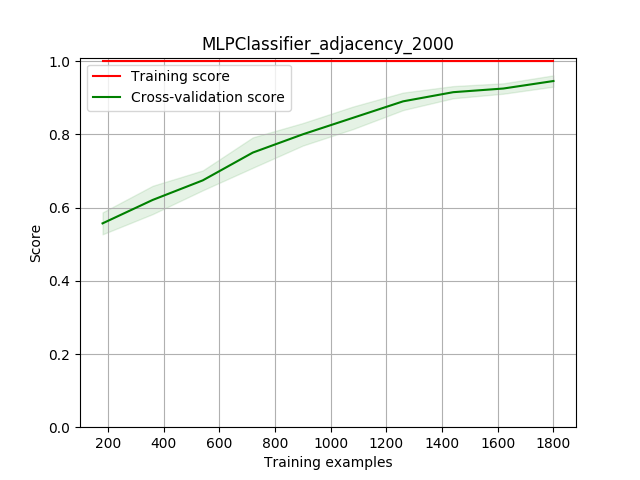 MLPClassifier_adjacency_2000
1.0
Training score
Cross-validation score
0.8
0.6
0.4
0.2
0.0
Score
200 400 600 800 1000 1200 1400 1600 1800
Training examples